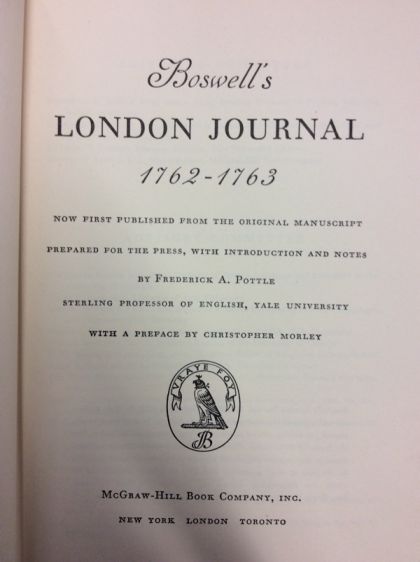 Boswell's
LONDON JOURNAL
1762-1763
NOW FIRST PUBLISHED FROM THE ORIGINAL MANUSCRIPT
PREPARED FOR THE PRESS, WITH INTRODUCTION AND NOTES
BY FREDERICK A. POTTLE
STERLING PROFESSOR OF ENGLISH, YALE UNIVERSITY
WITH A PREFACE BY CHRISTOPHER MORLEY
VRAYE FOY
JB
MCGRAW-HILL BOOK COMPANY, INC.
NEW YORK LONDON TORONTO